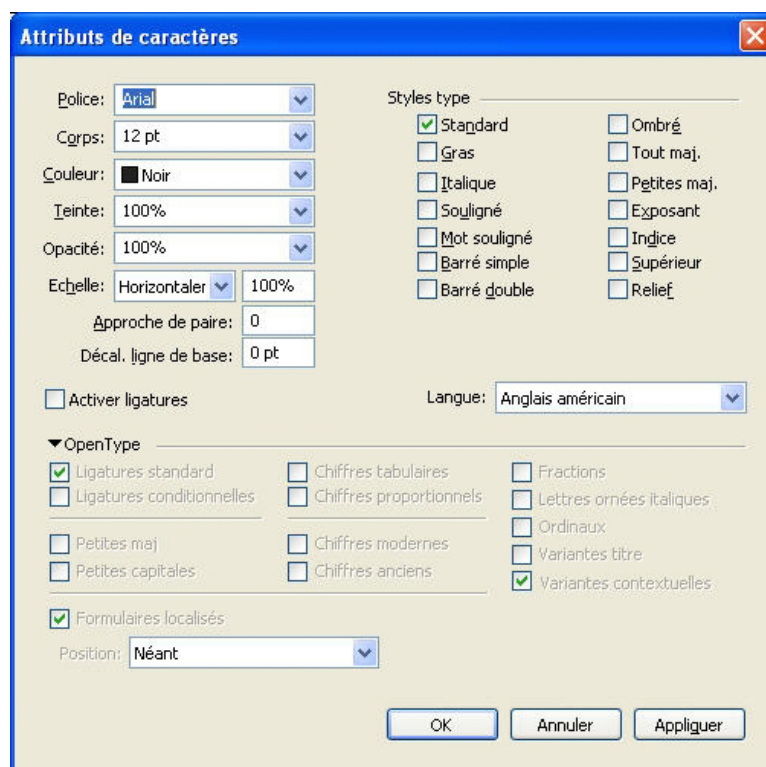 Attributs de caractères
Police: Arial
Corps: 12 pt
Couleur: Noir
Teinte: 100%
Opacité: 100%
Echelle: Horizontaler 100%
Approche de paire: 0
Décal. ligne de base: 0 pt
Styles type
Standard Ombré
Gras Tout maj.
Italique Petites maj.
Souligné Exposant
Mot souligné Indice
Barré simple Supérieur
Barré double Relief
Activer ligatures Langue: Anglais américain
OpenType
Ligatures standard Chiffres tabulaires Fractions
Ligatures conditionnelles Chiffres proportionnels Lettres ornées italiques
Ordinaux
Petites maj Chiffres modernes Variantes titre
Petites capitales Chiffres anciens Variantes contextuelles
Formulaires localisés
Position: Néant
OK Annuler Appliquer